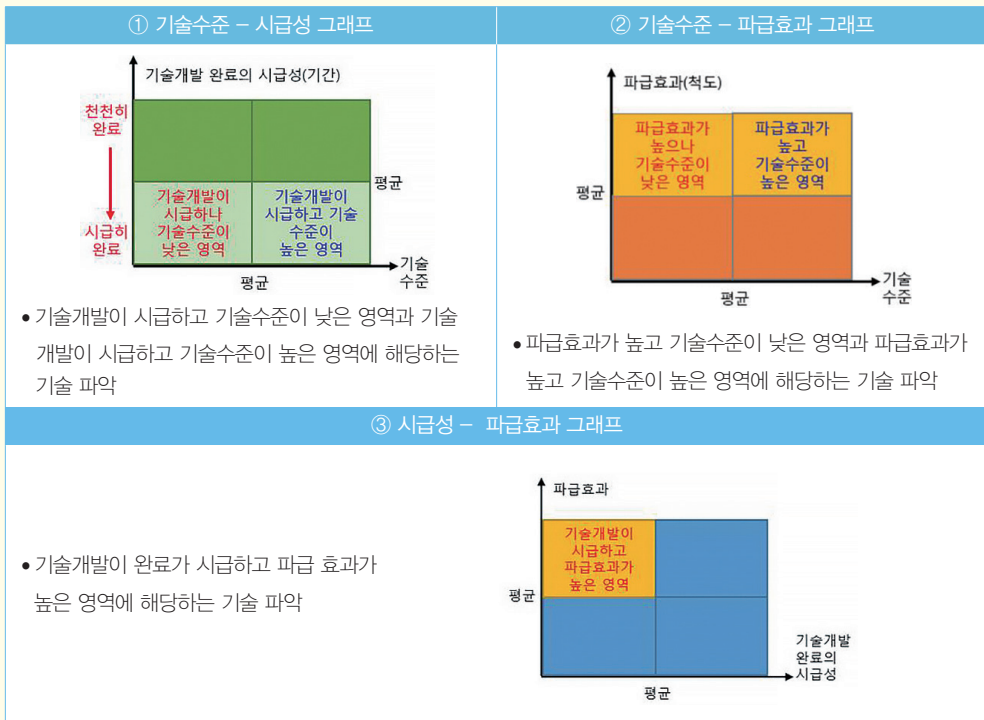 ① 기술수준 – 시급성 그래프
기술개발 완료의 시급성(기간)
천천히
완료
시급히
완료
평균
기술개발이
시급하나
기술수준이
낮은 영역
기술개발이
시급하고 기술
수준이
높은 영역
평균
기술
수준
• 기술개발이 시급하고 기술수준이 낮은 영역과 기술
개발이 시급하고 기술수준이 높은 영역에 해당하는
기술 파악
② 기술수준 – 파급효과 그래프
파급효과(척도)
평균
파급효과가
높으나
기술수준이
낮은 영역
파급효과가
높고
기술수준이
높은 영역
평균
기술
수준
• 파급효과가 높고 기술수준이 낮은 영역과 파급효과가
높고 기술수준이 높은 영역에 해당하는 기술 파악
③ 시급성 – 파급효과 그래프
• 기술개발이 완료가 시급하고 파급 효과가
높은 영역에 해당하는 기술 파악
파급효과
평균
기술개발이
시급하고
파급효과가
높은 영역
평균
기술개발
완료의
시급성